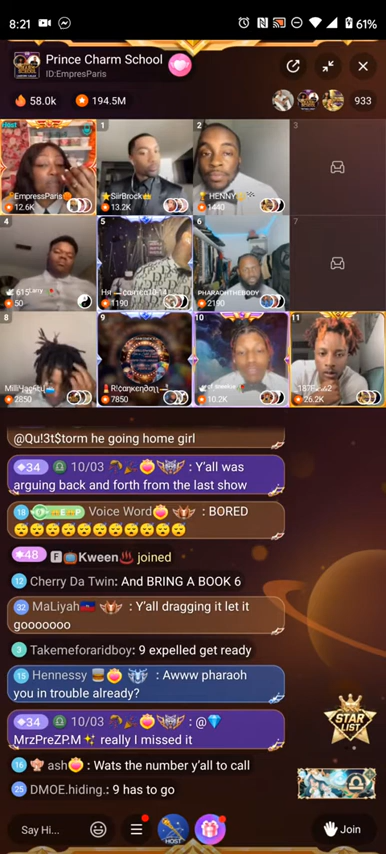 8:21
61%
Prince Charm School
ID:EmpresParis
58.0k
194.5M
933
Host
EmpressParis
12.6K
1
SiirBrock
13.2K
2
HENNY
1440
3
4
615
50
5
1190
6
PHARAOHTHEBODY
2190
7
8
2850
9
7850
10
10.2K
11
26.2K
@Qu!3t$torm he going home girl
34 10/03 : Y'all was
arguing back and forth from the last show
18 Voice Word : BORED
48 F Kween joined
12 Cherry Da Twin: And BRING A BOOK 6
32 MaLiyah : Y'all dragging it let it
gooooooo
3 Takemeforaridboy: 9 expelled get ready
15 Hennessy : Awww pharaoh
you in trouble already?
34 10/03 : @
MrzPreZP.M really I missed it
16 ash : Wats the number y'all to call
25 DMOE.hiding.: 9 has to go
STAR
LIST
Say Hi...
HOST
Join